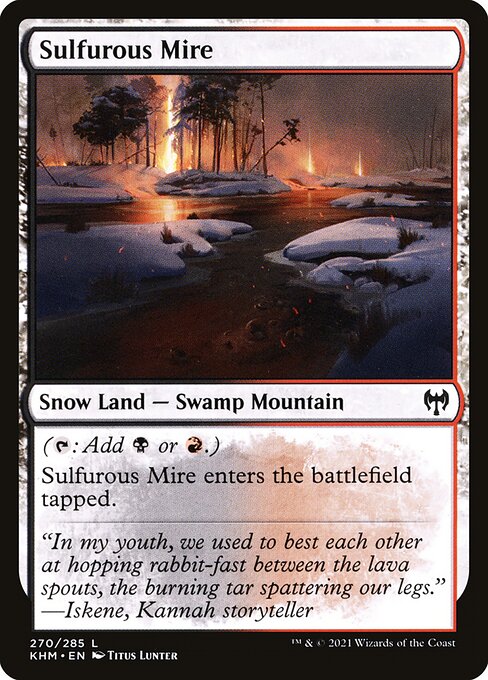 Sulfurous Mire
Snow Land — Swamp Mountain
(: Add or .)
Sulfurous Mire enters the battlefield
tapped.
“In my youth, we used to best each other
at hopping rabbit-fast between the lava
spouts, the burning tar spattering our legs.”
—Iskene, Kannah storyteller
270/285 L
KHM • EN Titus Lunter
™ & © 2021 Wizards of the Coast